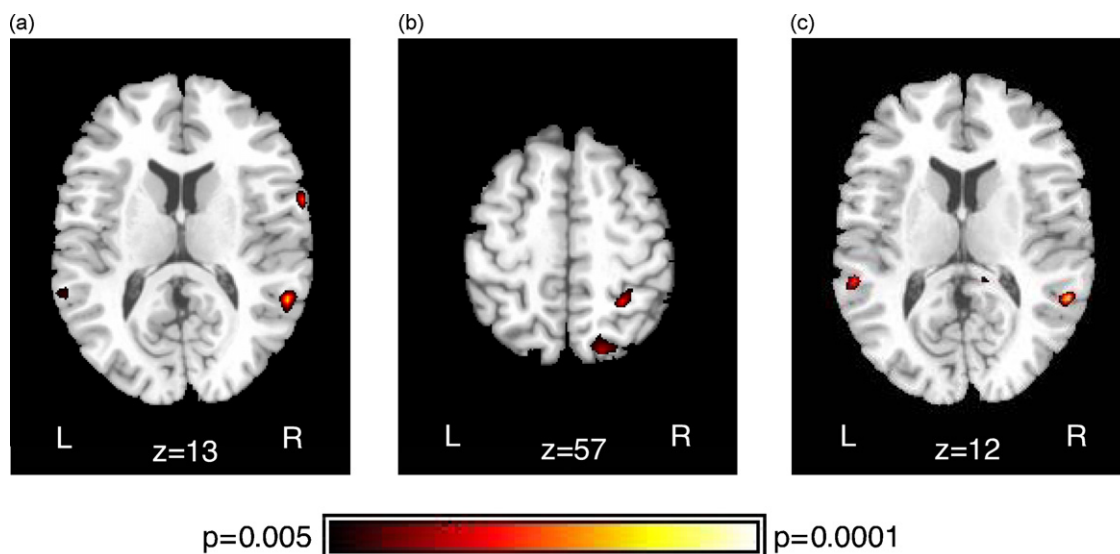 (a)
(b)
(c)
L
z=13
R
L
z=57
R
L
z=12
R
p=0.005
p=0.0001